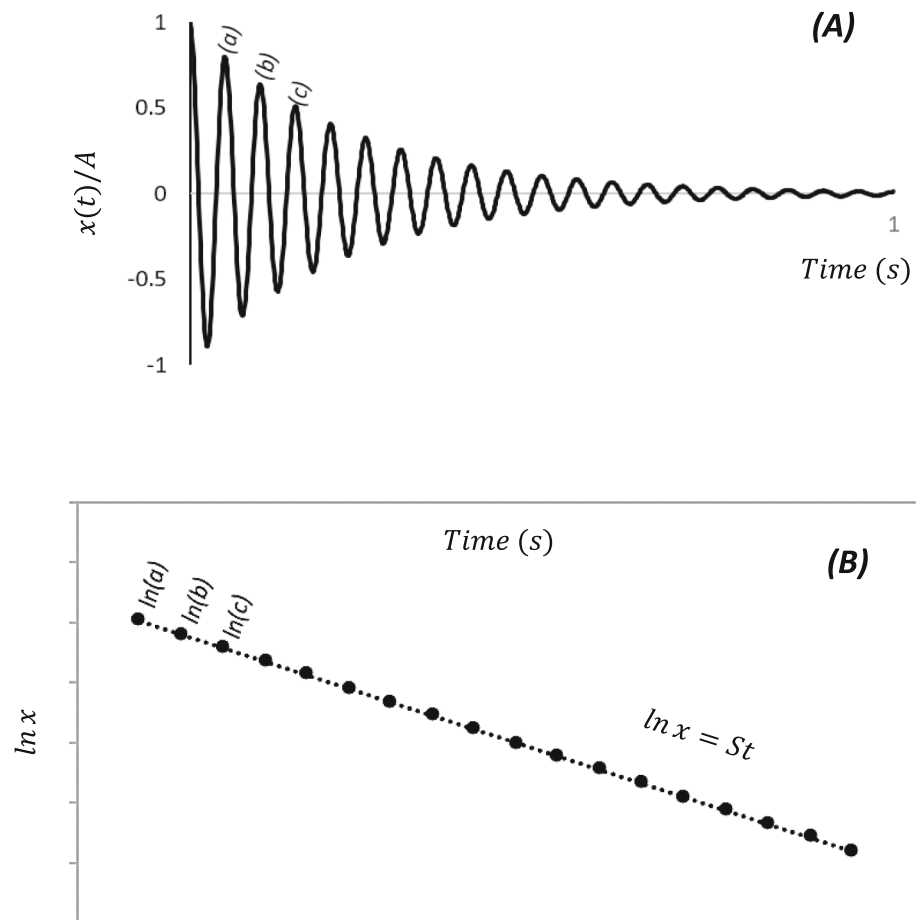 (A)
1
0.5
0
-0.5
-1
x(t)/A
(a)
(b)
(c)
1
Time (s)
Time (s)
(B)
ln(a)
ln(b)
ln(c)
ln x
ln x = St